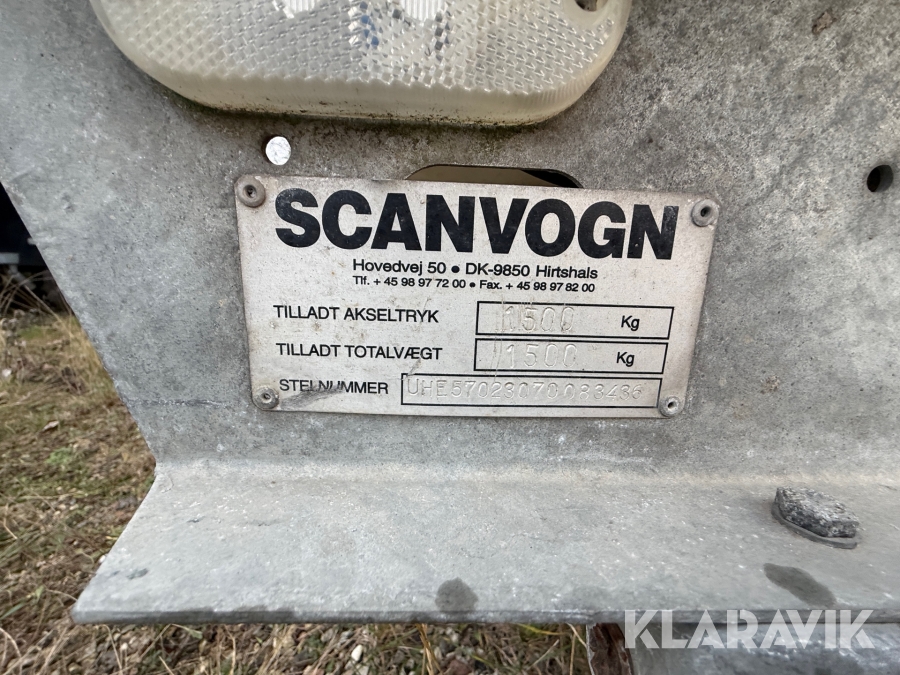 SCANVOGN
Hovedvej 50 • DK-9850 Hirtshals
Tlf. + 45 98 97 72 00 • Fax. + 45 98 97 82 00
TILLADT AKSELTRYK 1500 Kg
TILLADT TOTALVÆGT 1500 Kg
STELNUMMER UHE57023070083436
KLARAVIK